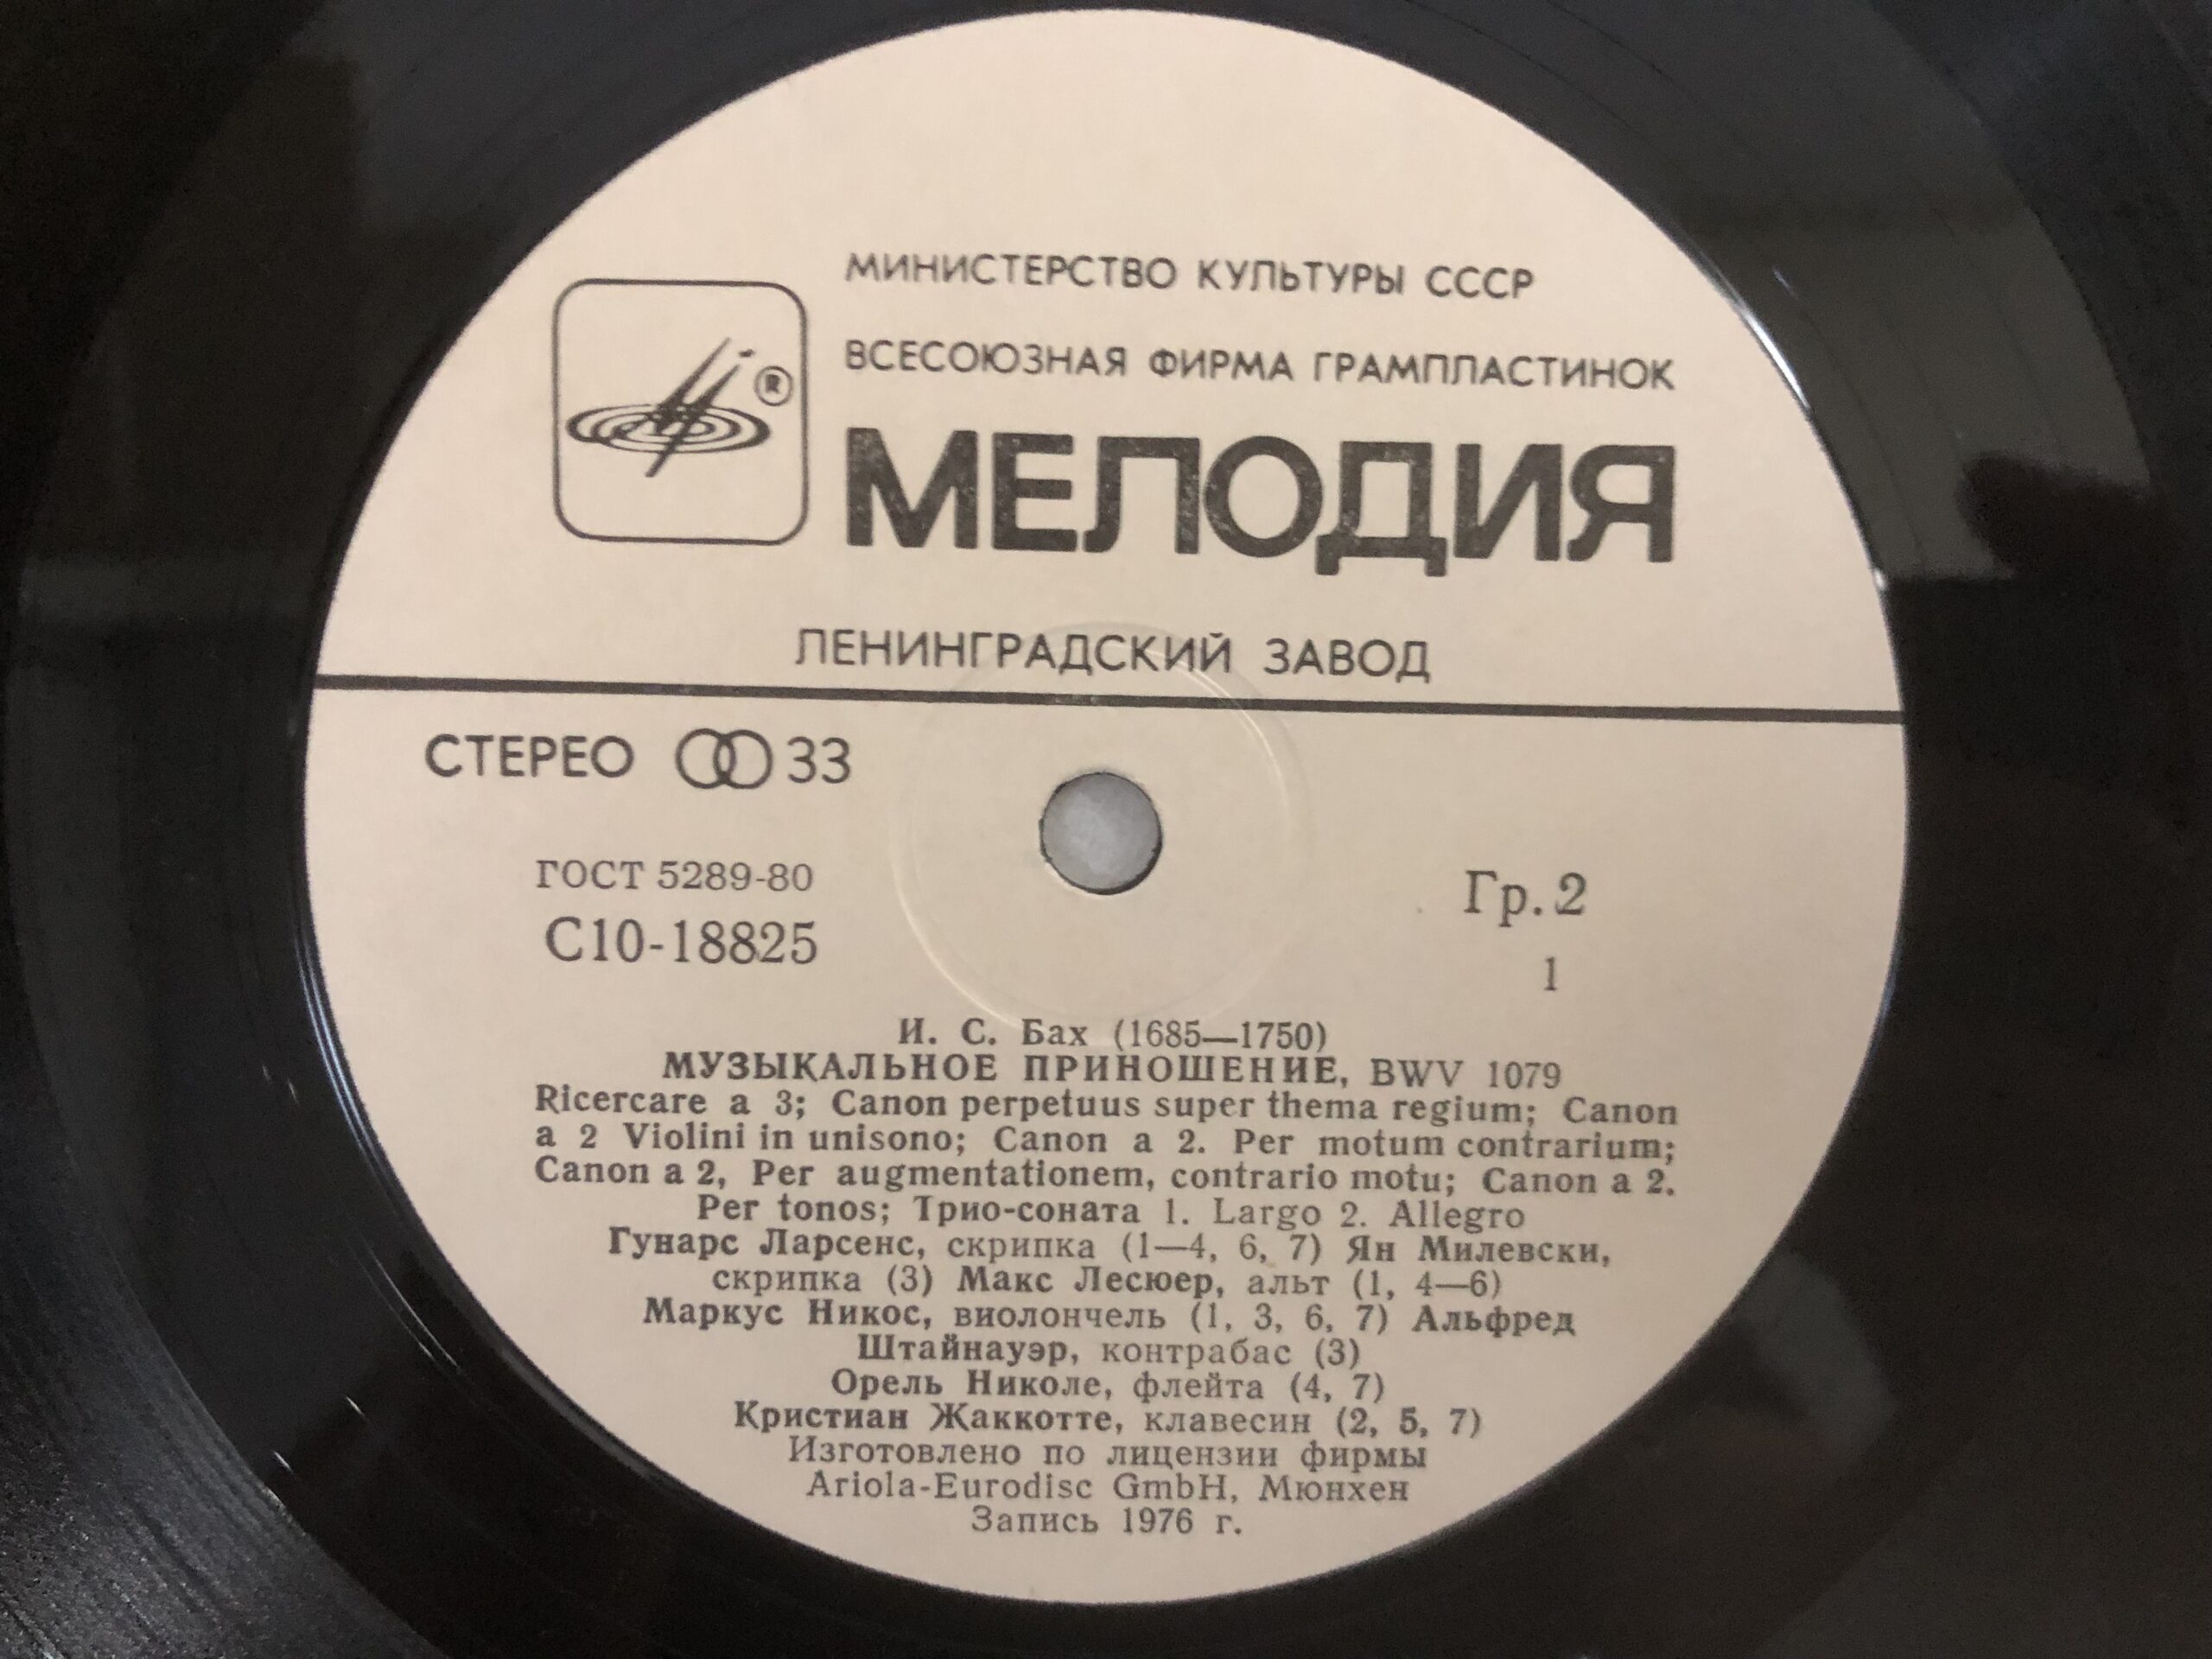 МИНИСТЕРСТВО КУЛЬТУРЫ СССР
ВСЕСОЮЗНАЯ ФИРМА ГРАМПЛАСТИНОК
®
МЕЛОДИЯ
ЛЕНИНГРАДСКИЙ ЗАВОД
СТЕРЕО 33
ГОСТ 5289-80
Гр.2
С10-18825
1
И. С. Бах (1685—1750)
МУЗЫКАЛЬНОЕ ПРИНОШЕНИЕ, BWV 1079
Ricercare a 3; Canon perpetuus super thema regium; Canon
a 2 Violini in unisono; Canon a 2. Per motum contrarium;
Canon a 2, Per augmentationem, contrario motu; Canon a 2.
Per tonos; Трио-соната 1. Largo 2. Allegro
Гунарс Ларсенс, скрипка (1—4, 6, 7) Ян Милевски,
скрипка (3) Макс Лесюер, альт (1, 4—6)
Маркус Никос, виолончель (1, 3, 6, 7) Альфред
Штайнауэр, контрабас (3)
Орель Николе, флейта (4, 7)
Кристиан Жаккотте, клавесин (2, 5, 7)
Изготовлено по лицензии фирмы
Ariola-Eurodisc GmbH, Мюнхен
Запись 1976 г.